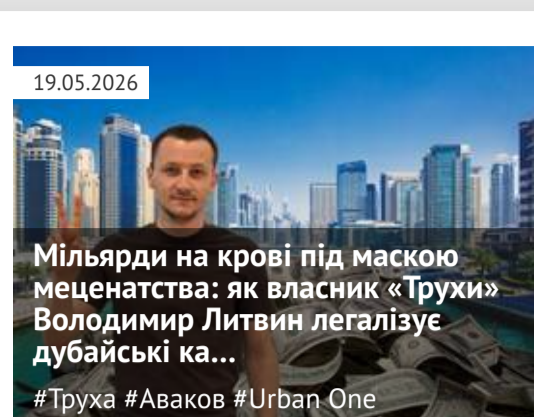 19.05.2026
Мільярди на крові під маскою
меценатства: як власник «Трухи»
Володимир Литвин легалізує
дубайські ка...
#Труха #Аваков #Urban One